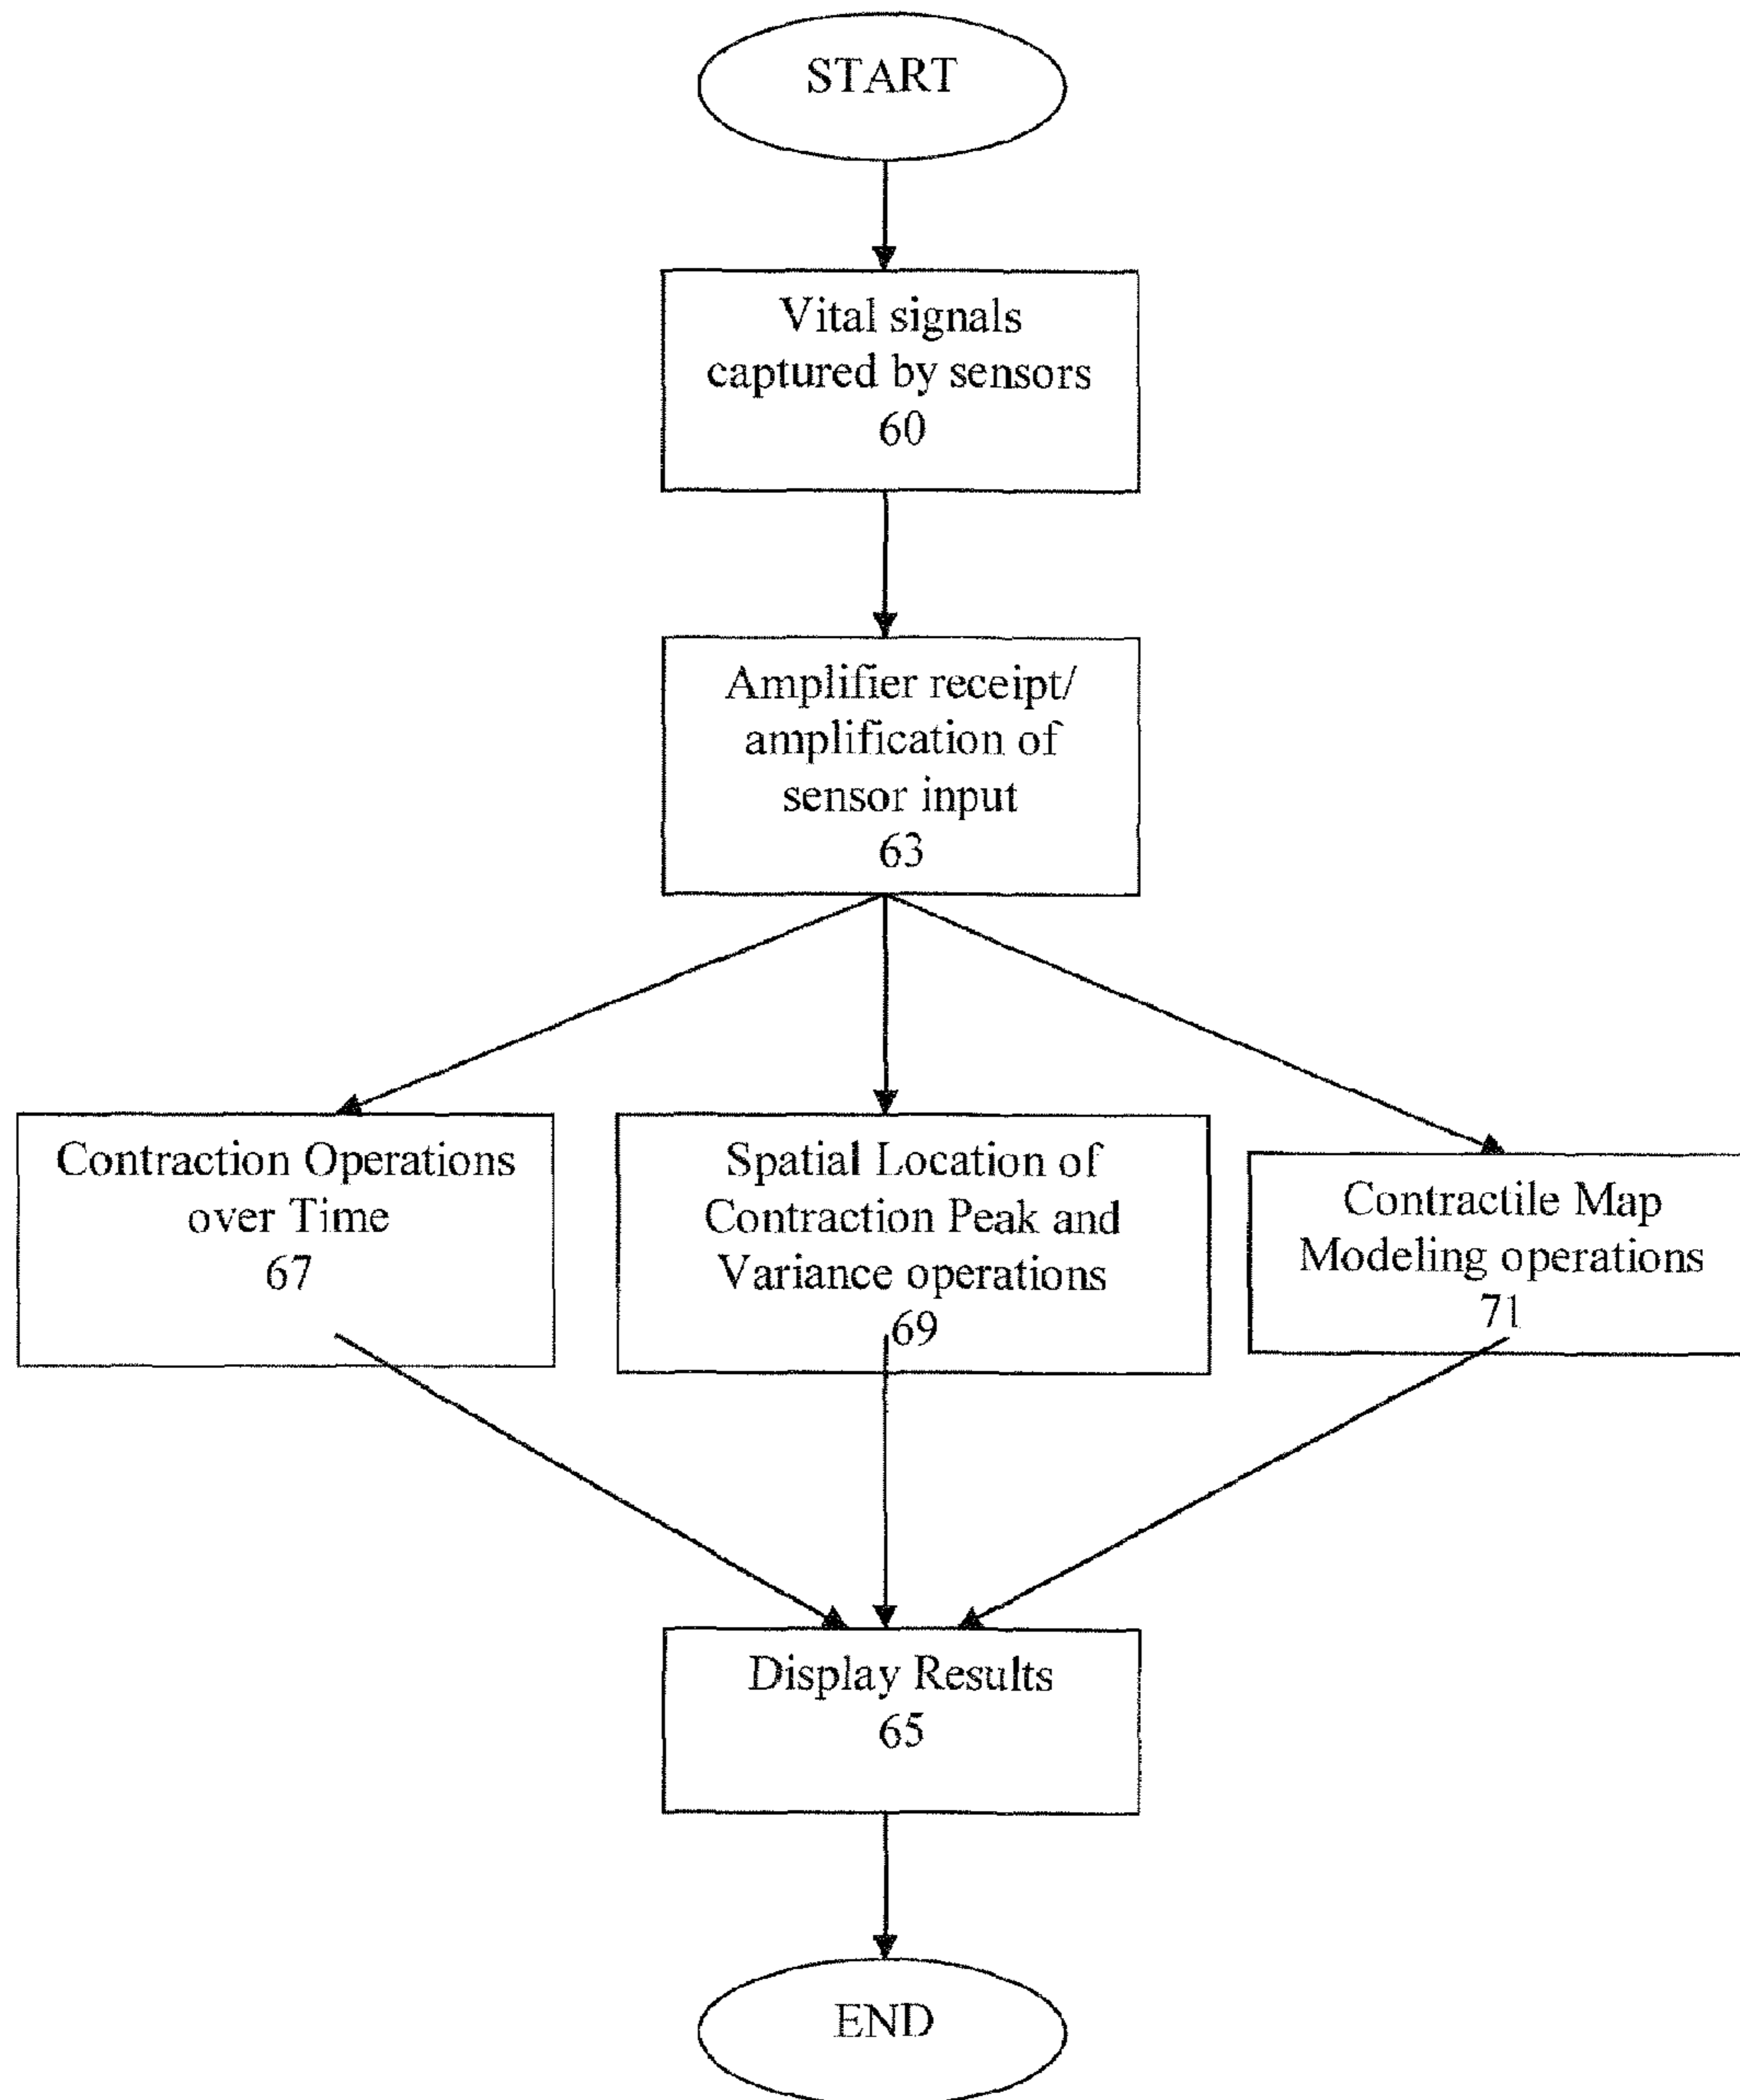 START
Vital signals
captured by sensors
60
Amplifier receipt/
amplification of
sensor input
63
Contraction Operations
over Time
67
Spatial Location of
Contraction Peak and
Variance operations
69
Contractile Map
Modeling operations
71
Display Results
65
END